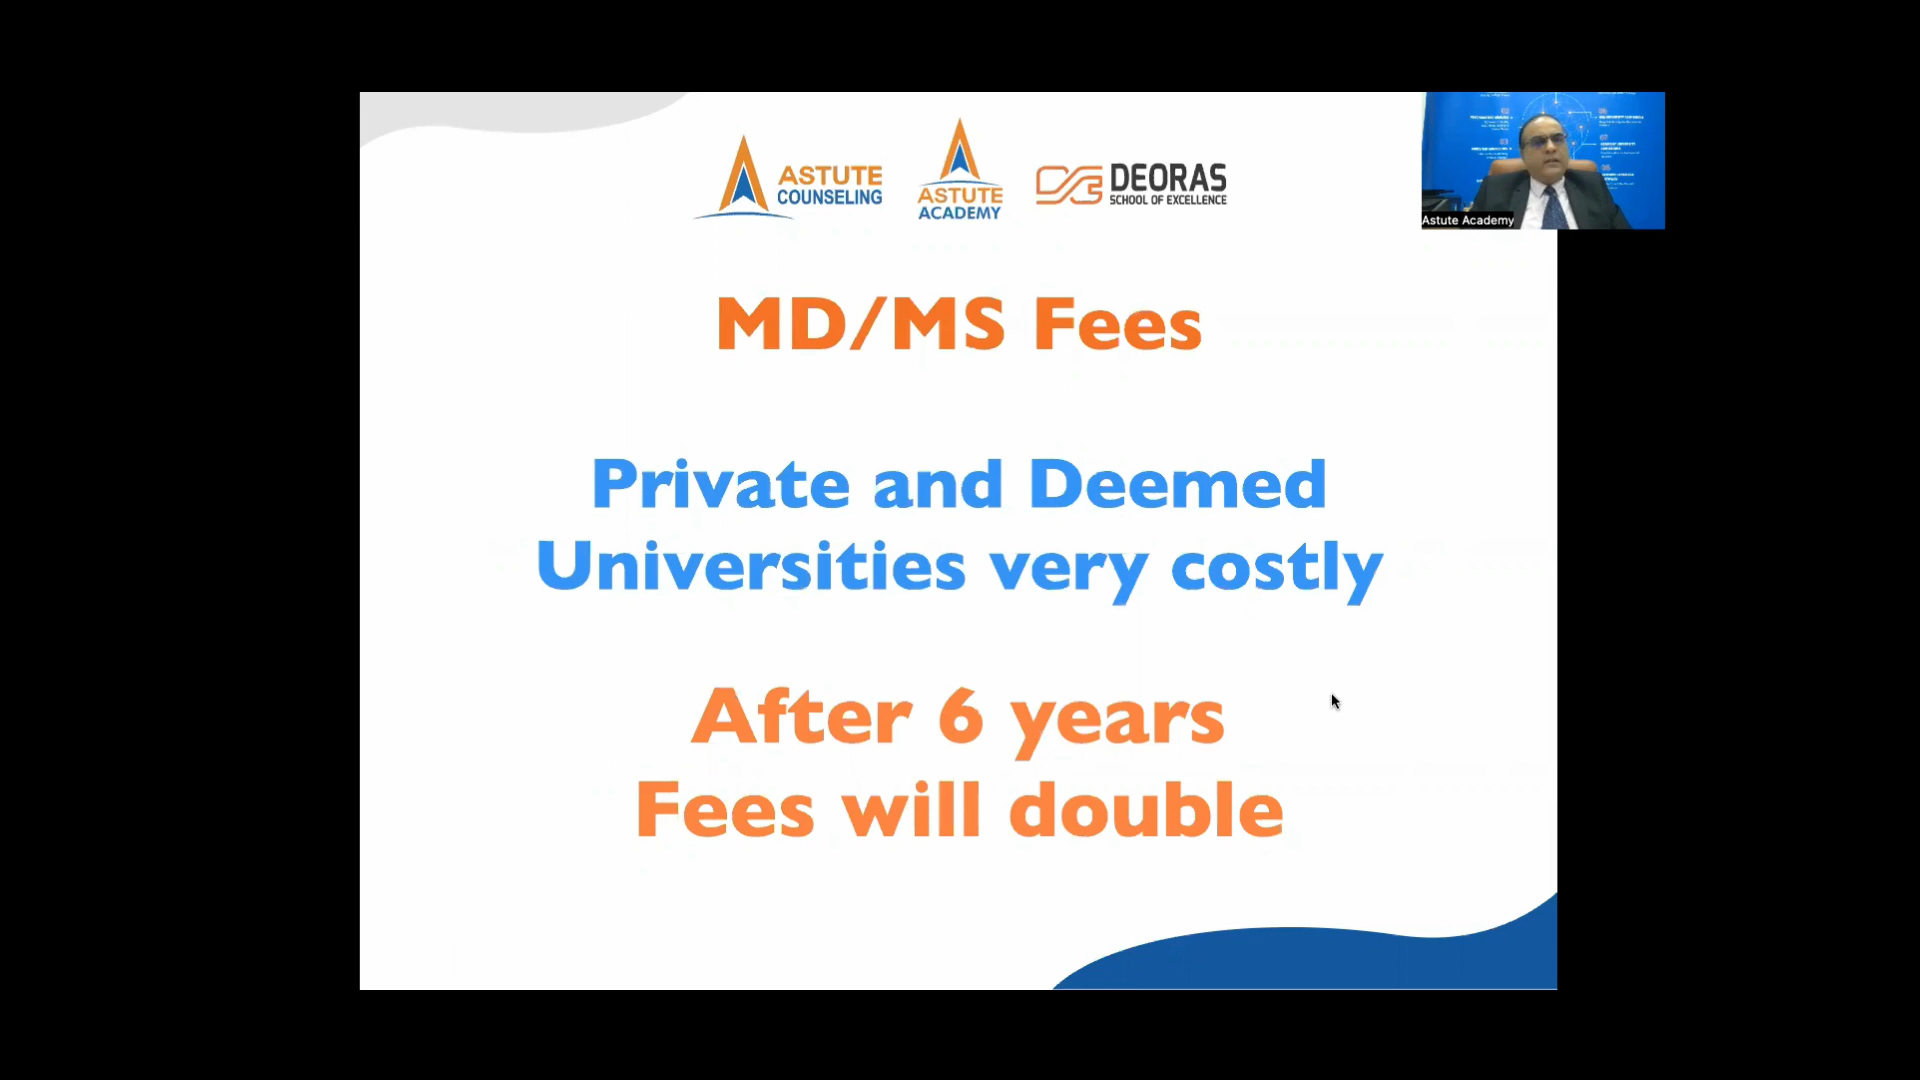 ASTUTE
COUNSELING
ASTUTE
ACADEMY
DEORAS
SCHOOL OF EXCELLENCE
Astute Academy
MD/MS Fees
Private and Deemed
Universities very costly
After 6 years
Fees will double